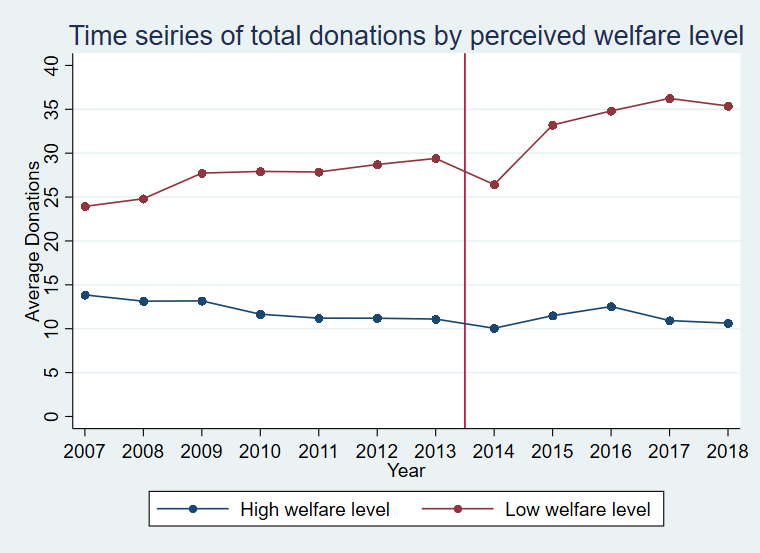 Time seiries of total donations by perceived welfare level
Average Donations
40
35
30
25
20
15
10
5
0
2007 2008 2009 2010 2011 2012 2013 2014 2015 2016 2017 2018
Year
High welfare level Low welfare level